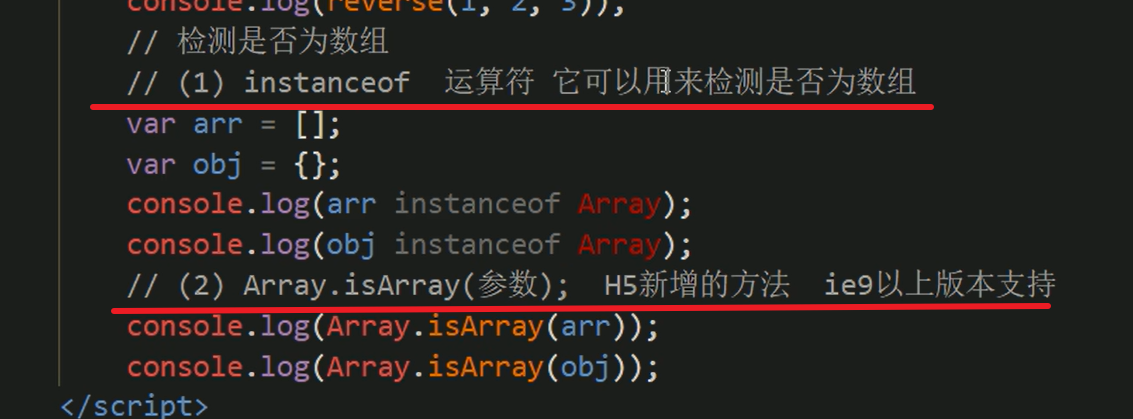 console.log(reverse(1, 2, 3));
// 检测是否为数组
// (1) instanceof 运算符 它可以用来检测是否为数组
var arr = [];
var obj = {};
console.log(arr instanceof Array);
console.log(obj instanceof Array);
// (2) Array.isArray(参数); H5新增的方法 ie9以上版本支持
console.log(Array.isArray(arr));
console.log(Array.isArray(obj));
</script>